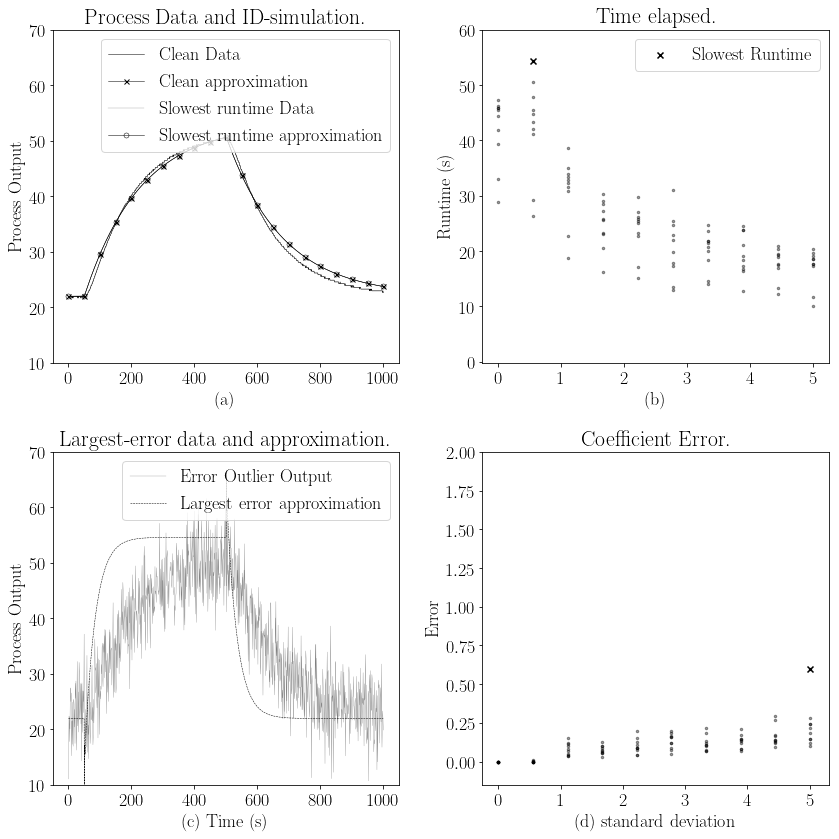 Process Data and ID-simulation.
70
60
50
40
30
20
10
Process Output
Clean Data
Clean approximation
Slowest runtime Data
Slowest runtime approximation
0 200 400 600 800 1000
(a)
Time elapsed.
60
50
40
30
20
10
0
Runtime (s)
Slowest Runtime
0 1 2 3 4 5
(b)
Largest-error data and approximation.
70
60
50
40
30
20
10
Process Output
Error Outlier Output
Largest error approximation
0 200 400 600 800 1000
(c) Time (s)
Coefficient Error.
2.00
1.75
1.50
1.25
1.00
0.75
0.50
0.25
0.00
Error
0 1 2 3 4 5
(d) standard deviation